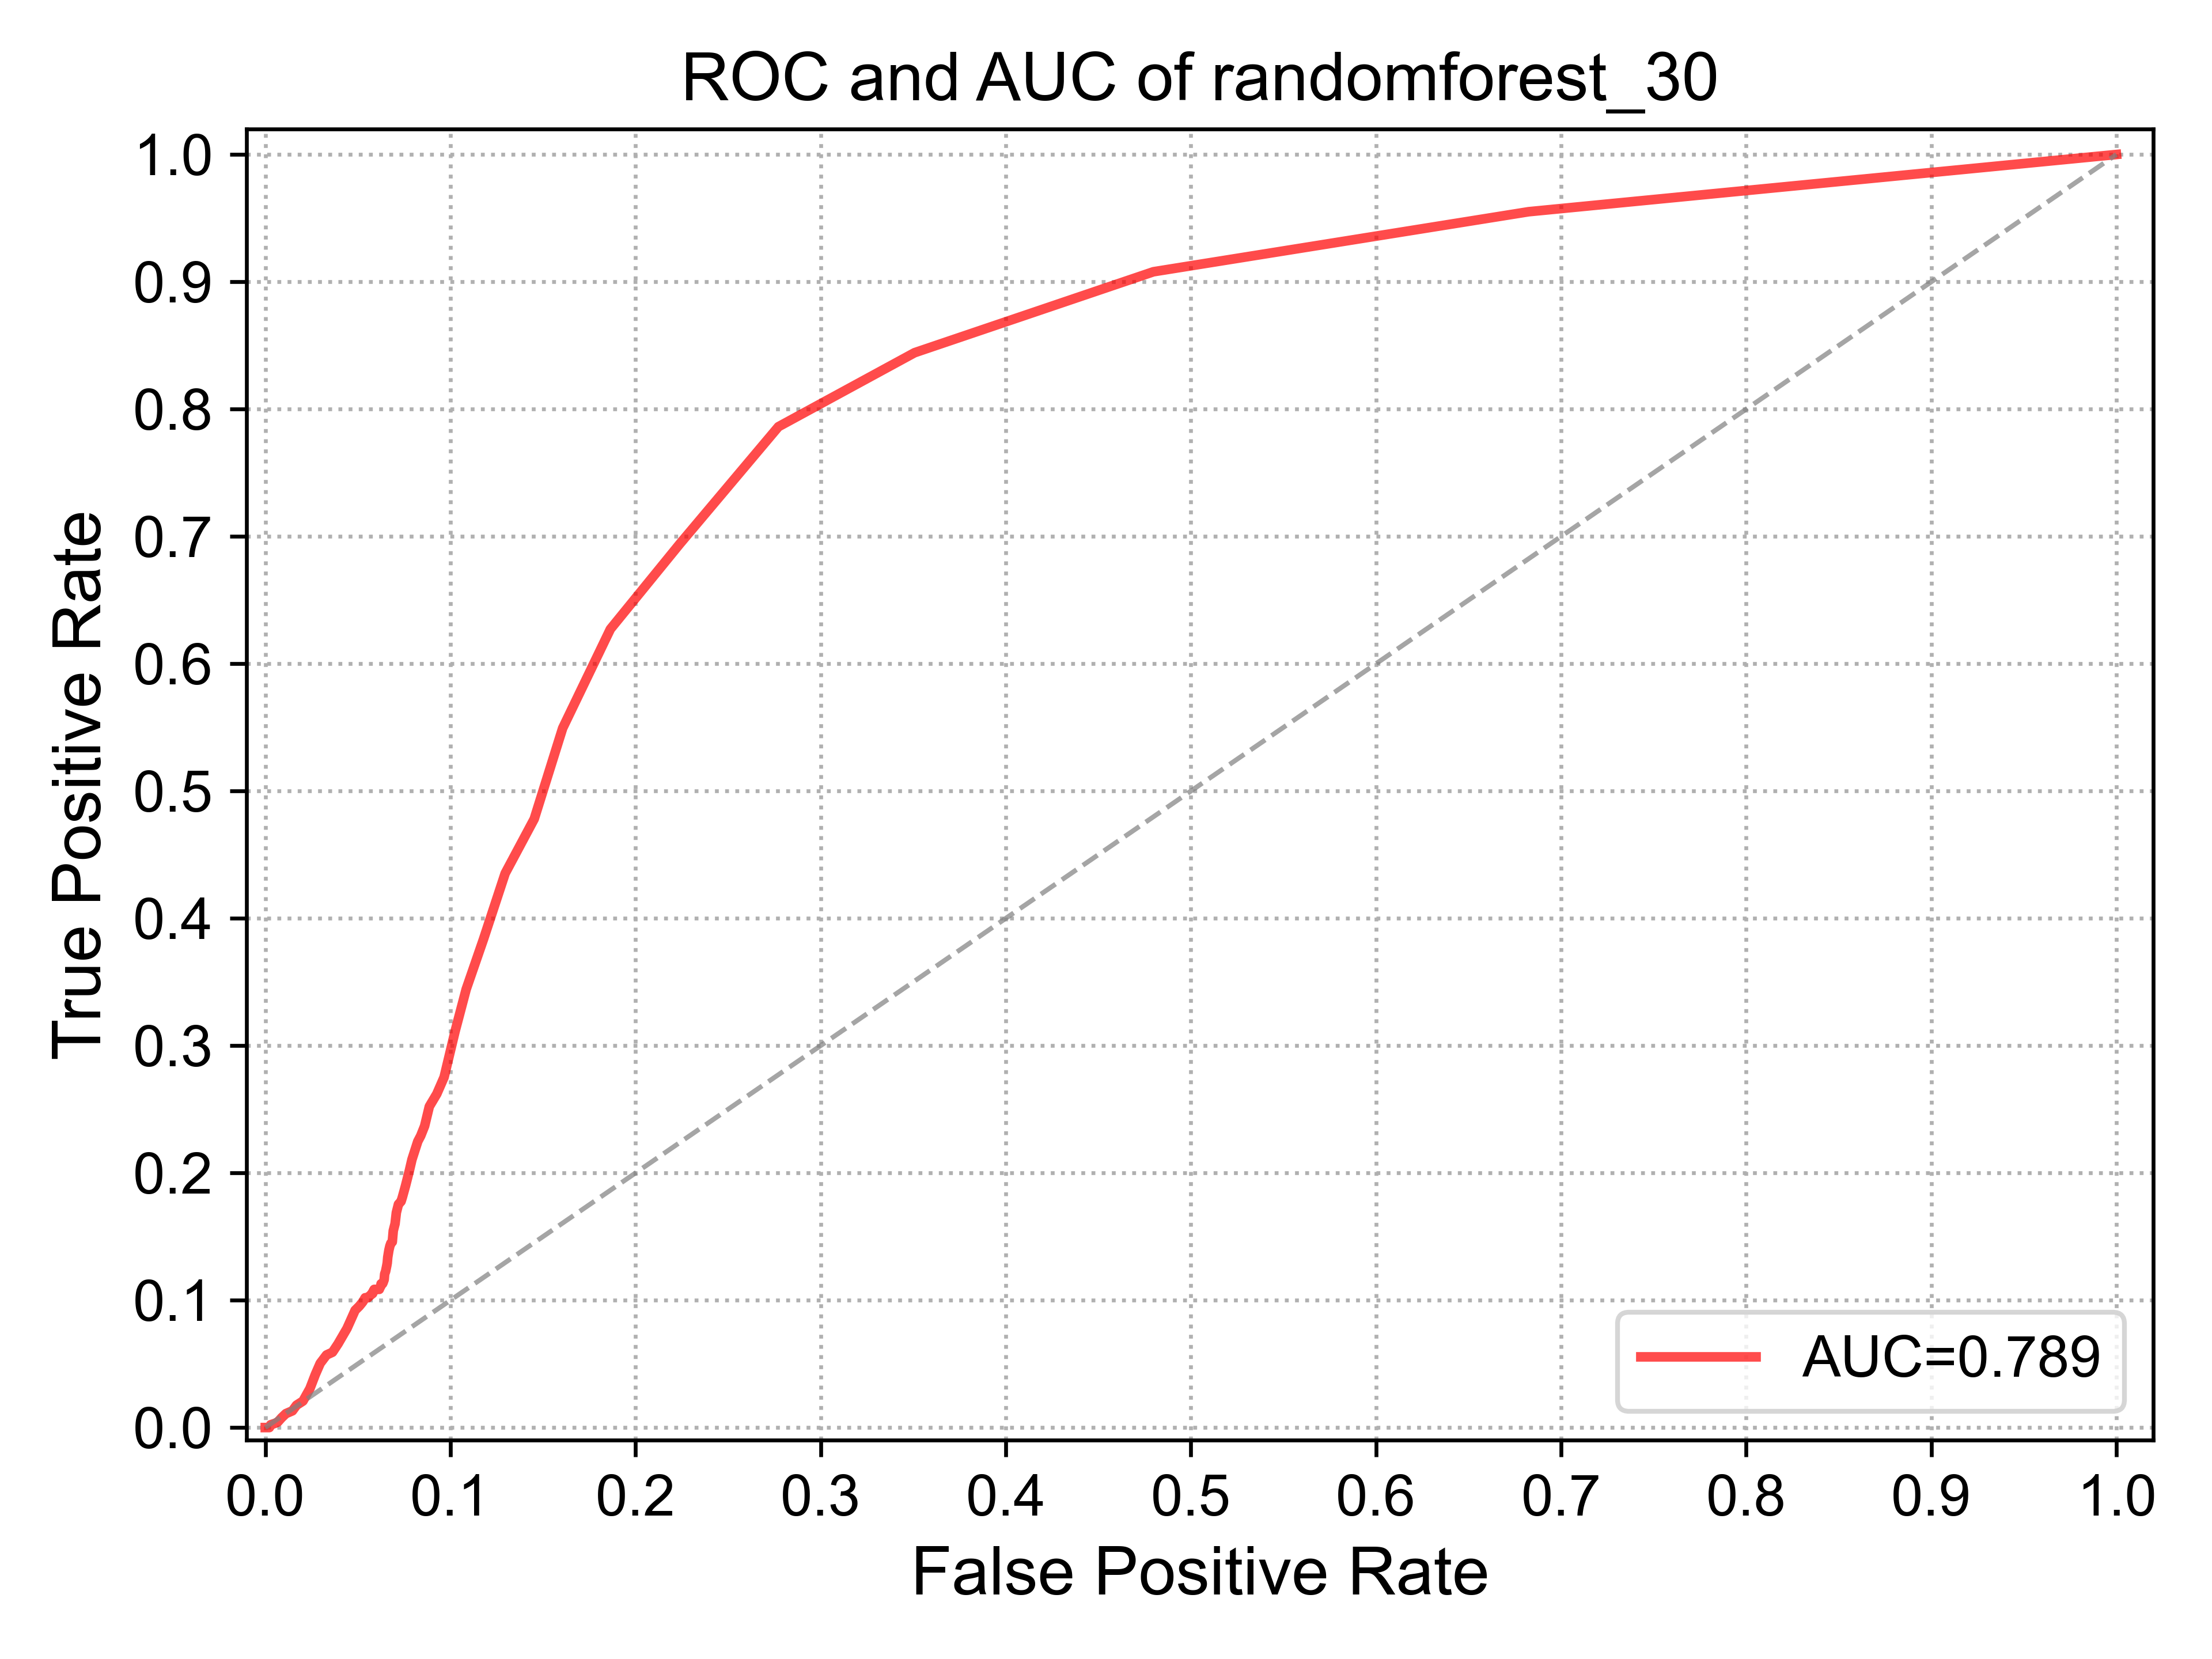 ROC and AUC of randomforest_30
True Positive Rate
1.0
0.9
0.8
0.7
0.6
0.5
0.4
0.3
0.2
0.1
0.0
AUC=0.789
0.0 0.1 0.2 0.3 0.4 0.5 0.6 0.7 0.8 0.9 1.0
False Positive Rate